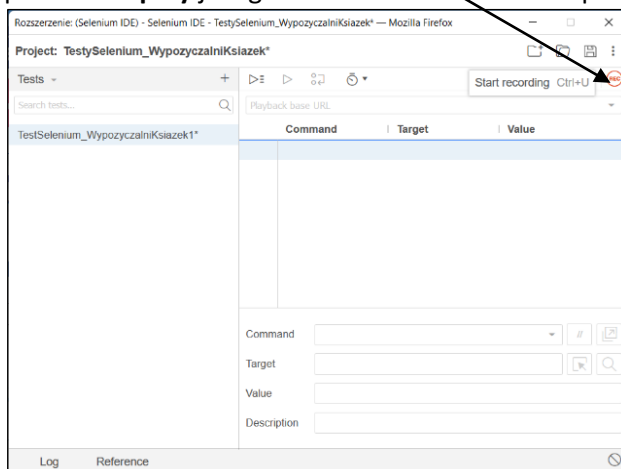 Rozszerzenie: (Selenium IDE) - Selenium IDE - TestySelenium_WypozyczalniKsiazek* — Mozilla Firefox
Project: TestySelenium_WypozyczalniKsiazek*
Tests
Start recording Ctrl+U
REC
Search tests...
Playback base URL
Command Target Value
TestSelenium_WypozyczalniKsiazek1*
Command
//
Target
Value
Description
Log Reference